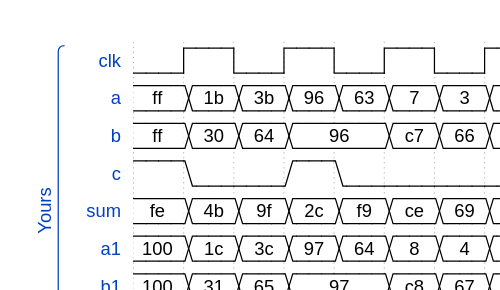 clk
a ff 1b 3b 96 63 7 3
b ff 30 64 96 c7 66
c
sum fe 4b 9f 2c f9 ce 69
a1 100 1c 3c 97 64 8 4
b1 100 31 65 97 c8 67
Yours